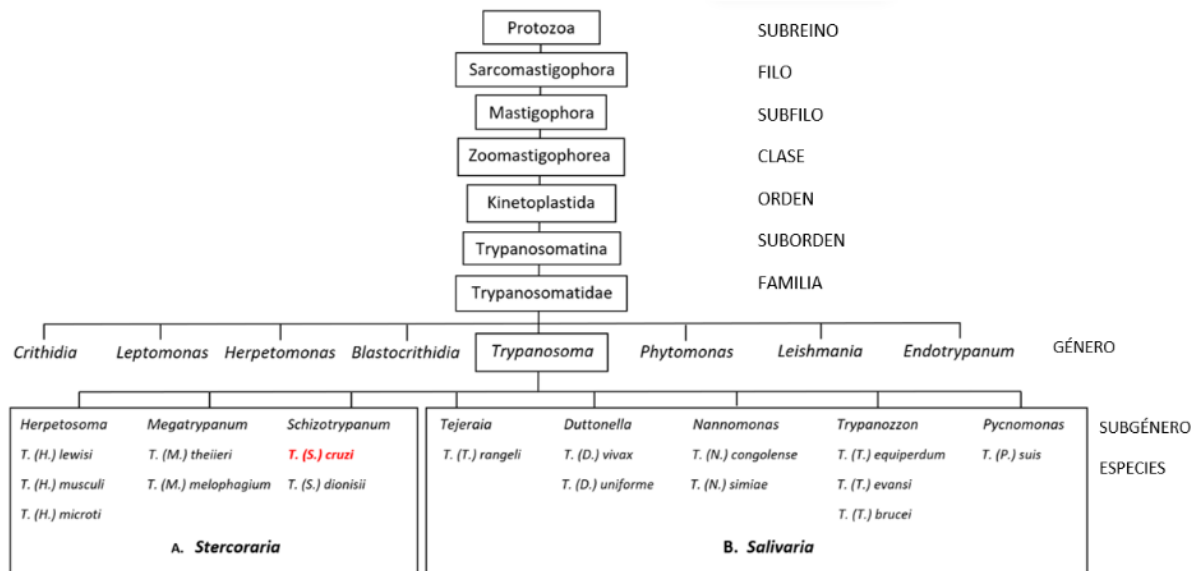 Protozoa SUBREINO
Sarcomastigophora FILO
Mastigophora SUBFILO
Zoomastigophorea CLASE
Kinetoplastida ORDEN
Trypanosomatina SUBORDEN
Trypanosomatidae FAMILIA
Crithidia Leptomonas Herpetomonas Blastocrithidia Trypanosoma Phytomonas Leishmania Endotrypanum GÉNERO
Herpetosoma Megatrypanum Schizotrypanum Tejeraia Duttonella Nannomonas Trypanozzon Pycnomonas SUBGÉNERO
T. (H.) lewisi T. (M.) theiieri T. (S.) cruzi T. (T.) rangeli T. (D.) vivax T. (N.) congolense T. (T.) equiperdum T. (P.) suis ESPECIES
T. (H.) musculi T. (M.) melophagium T. (S.) dionisii T. (D.) uniforme T. (N.) simiae T. (T.) evansi
T. (H.) microti T. (T.) brucei
A. Stercoraria B. Salivaria